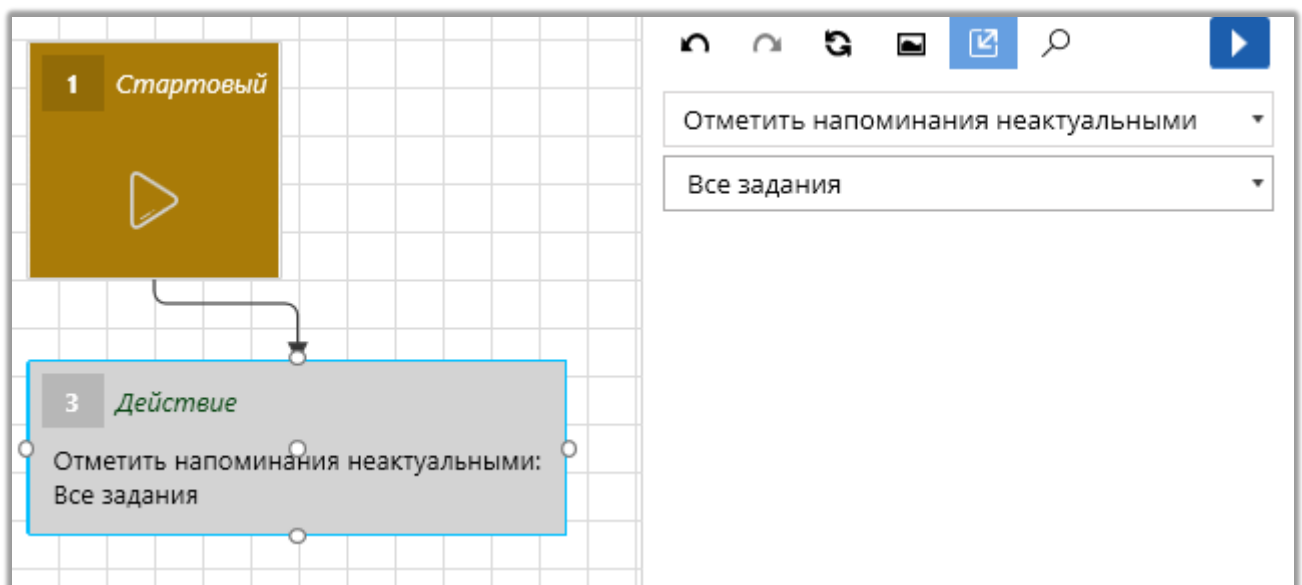 1 Стартовый
Отметить напоминания неактуальными
Все задания
3 Действие
Отметить напоминания неактуальными:
Все задания